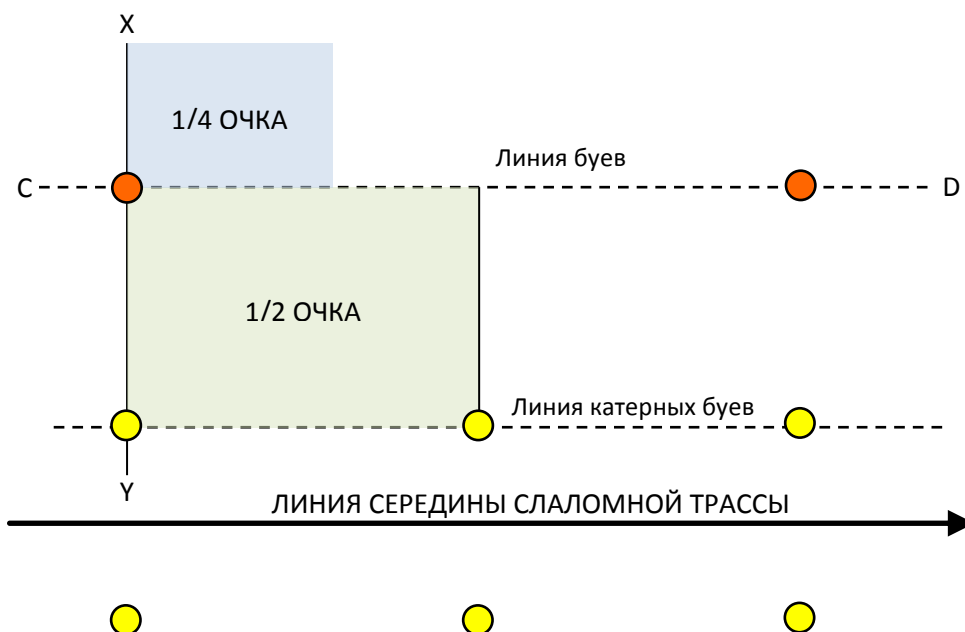 X
1/4 ОЧКА
Линия буев
C
D
1/2 ОЧКА
Линия катерных буев
Y
ЛИНИЯ СЕРЕДИНЫ СЛАЛОМНОЙ ТРАССЫ